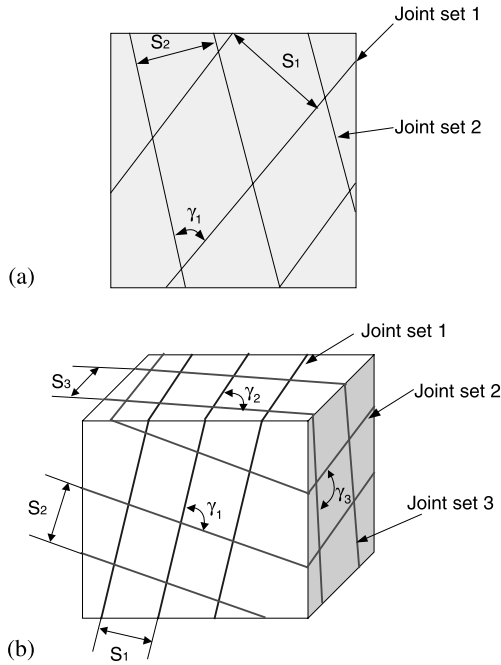 Joint set 1
S2
S1
Joint set 2
γ1
(a)
Joint set 1
S3
γ2
Joint set 2
S2
γ1
γ3
Joint set 3
S1
(b)